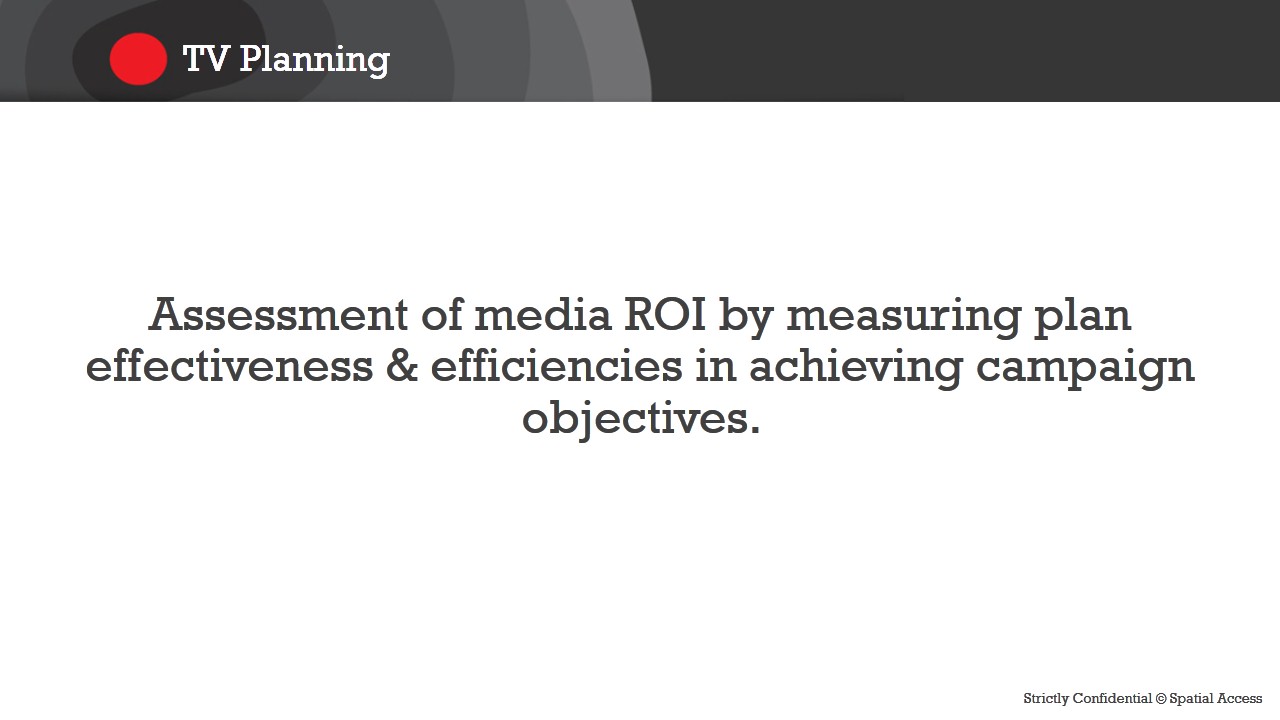 TV Planning
Assessment of media ROI by measuring plan
effectiveness & efficiencies in achieving campaign
objectives.
Strictly Confidential © Spatial Access